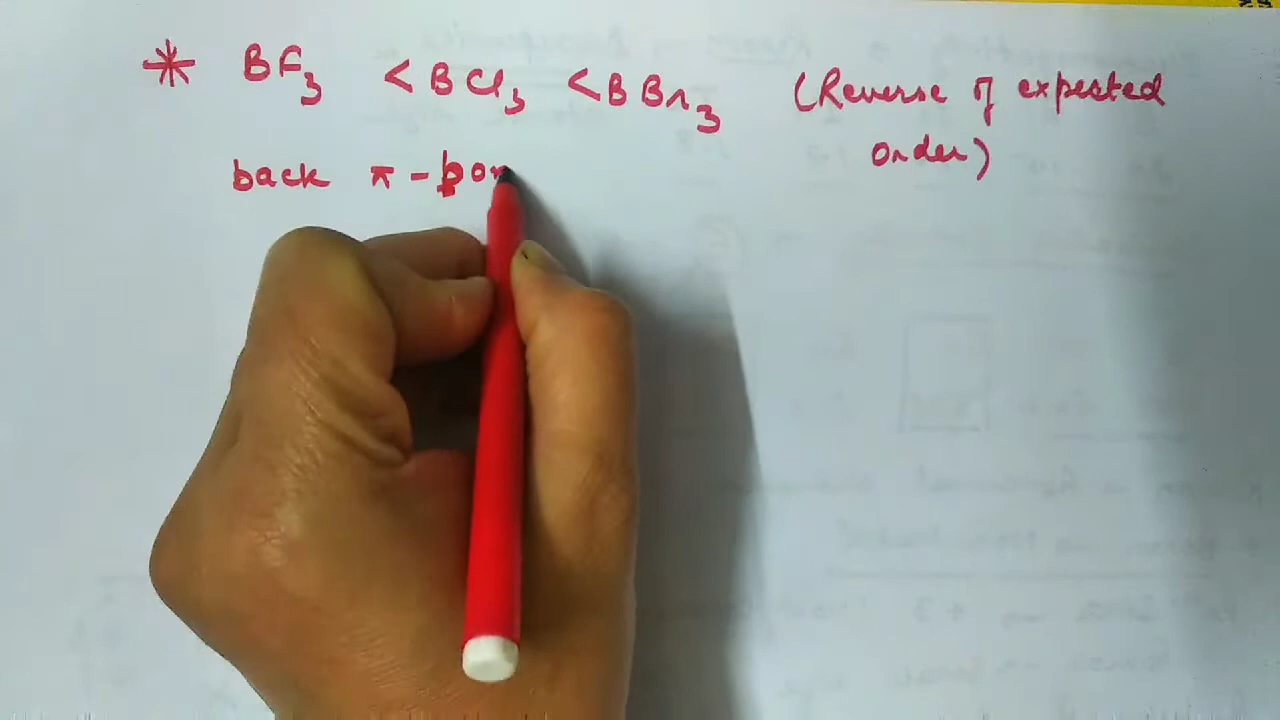 * BF3 < BCl3 < BBr3 (Reverse of expected
order)
back π - bon